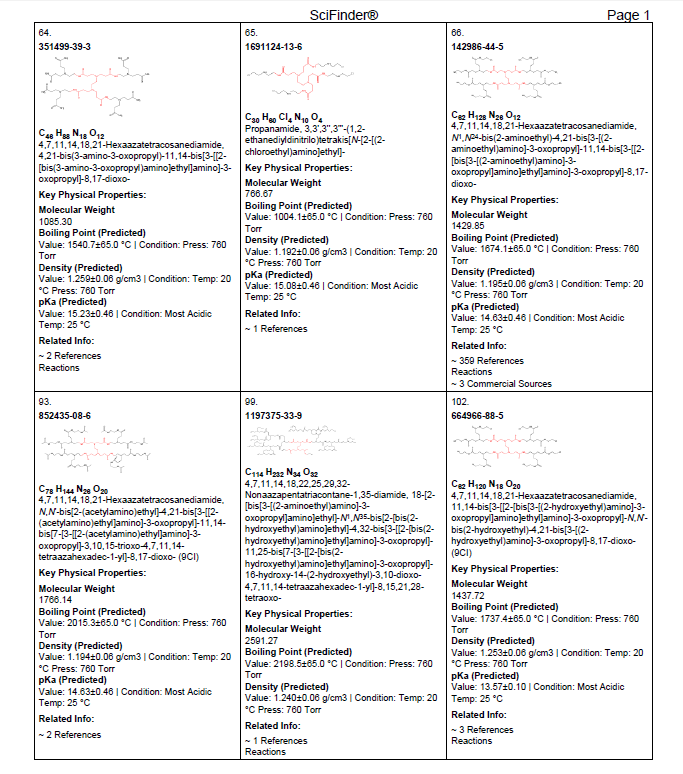 SciFinder® Page 1
64.
351499-39-3
C46 H88 N18 O12
4,7,11,14,18,21-Hexaazatetracosanediamide,
4,21-bis(3-amino-3-oxopropyl)-11,14-bis[3-[[2-
[bis(3-amino-3-oxopropyl)amino]ethyl]amino]-3-
oxopropyl]-8,17-dioxo-
Key Physical Properties:
Molecular Weight
1085.30
Boiling Point (Predicted)
Value: 1540.7±65.0 °C | Condition: Press: 760
Torr
Density (Predicted)
Value: 1.259±0.06 g/cm3 | Condition: Temp: 20
°C Press: 760 Torr
pKa (Predicted)
Value: 15.23±0.46 | Condition: Most Acidic
Temp: 25 °C
Related Info:
~ 2 References
Reactions
65.
1691124-13-6
C30 H60 Cl4 N10 O4
Propanamide, 3,3',3'',3'''-(1,2-
ethanediyldinitrilo)tetrakis[N-[2-[(2-
chloroethyl)amino]ethyl]-
Key Physical Properties:
Molecular Weight
766.67
Boiling Point (Predicted)
Value: 1004.1±65.0 °C | Condition: Press: 760
Torr
Density (Predicted)
Value: 1.192±0.06 g/cm3 | Condition: Temp: 20
°C Press: 760 Torr
pKa (Predicted)
Value: 15.08±0.46 | Condition: Most Acidic
Temp: 25 °C
Related Info:
~ 1 References
66.
142986-44-5
C62 H128 N26 O12
4,7,11,14,18,21-Hexaazatetracosanediamide,
N1,N24-bis(2-aminoethyl)-4,21-bis[3-[(2-
aminoethyl)amino]-3-oxopropyl]-11,14-bis[3-[[2-
[bis[3-[(2-aminoethyl)amino]-3-
oxopropyl]amino]ethyl]amino]-3-oxopropyl]-8,17-
dioxo-
Key Physical Properties:
Molecular Weight
1429.85
Boiling Point (Predicted)
Value: 1674.1±65.0 °C | Condition: Press: 760
Torr
Density (Predicted)
Value: 1.195±0.06 g/cm3 | Condition: Temp: 20
°C Press: 760 Torr
pKa (Predicted)
Value: 14.63±0.46 | Condition: Most Acidic
Temp: 25 °C
Related Info:
~ 359 References
Reactions
~ 3 Commercial Sources
93.
852435-08-6
C78 H144 N26 O20
4,7,11,14,18,21-Hexaazatetracosanediamide,
N,N-bis[2-(acetylamino)ethyl]-4,21-bis[3-[[2-
(acetylamino)ethyl]amino]-3-oxopropyl]-11,14-
bis[7-[3-[[2-(acetylamino)ethyl]amino]-3-
oxopropyl]-3,10,15-trioxo-4,7,11,14-
tetraazahexadec-1-yl]-8,17-dioxo- (9CI)
Key Physical Properties:
Molecular Weight
1766.14
Boiling Point (Predicted)
Value: 2015.3±65.0 °C | Condition: Press: 760
Torr
Density (Predicted)
Value: 1.194±0.06 g/cm3 | Condition: Temp: 20
°C Press: 760 Torr
pKa (Predicted)
Value: 14.63±0.46 | Condition: Most Acidic
Temp: 25 °C
Related Info:
~ 2 References
99.
1197375-33-9
C114 H232 N34 O32
4,7,11,14,18,22,25,29,32-
Nonaazapentatriacontane-1,35-diamide, 18-[2-
[bis[3-[(2-aminoethyl)amino]-3-
oxopropyl]amino]ethyl]-N1,N35-bis[2-[bis(2-
hydroxyethyl)amino]ethyl]-4,32-bis[3-[[2-[bis(2-
hydroxyethyl)amino]ethyl]amino]-3-oxopropyl]-
11,25-bis[7-[3-[[2-[bis(2-
hydroxyethyl)amino]ethyl]amino]-3-oxopropyl]-
16-hydroxy-14-(2-hydroxyethyl)-3,10-dioxo-
4,7,11,14-tetraazahexadec-1-yl]-8,15,21,28-
tetraoxo-
Key Physical Properties:
Molecular Weight
2591.27
Boiling Point (Predicted)
Value: 2198.5±65.0 °C | Condition: Press: 760
Torr
Density (Predicted)
Value: 1.240±0.06 g/cm3 | Condition: Temp: 20
°C Press: 760 Torr
Related Info:
~ 1 References
Reactions
102.
664966-88-5
C62 H120 N18 O20
4,7,11,14,18,21-Hexaazatetracosanediamide,
11,14-bis[3-[[2-[bis[3-[(2-hydroxyethyl)amino]-3-
oxopropyl]amino]ethyl]amino]-3-oxopropyl]-N,N-
bis(2-hydroxyethyl)-4,21-bis[3-[(2-
hydroxyethyl)amino]-3-oxopropyl]-8,17-dioxo-
(9CI)
Key Physical Properties:
Molecular Weight
1437.72
Boiling Point (Predicted)
Value: 1737.4±65.0 °C | Condition: Press: 760
Torr
Density (Predicted)
Value: 1.253±0.06 g/cm3 | Condition: Temp: 20
°C Press: 760 Torr
pKa (Predicted)
Value: 13.57±0.10 | Condition: Most Acidic
Temp: 25 °C
Related Info:
~ 3 References
Reactions